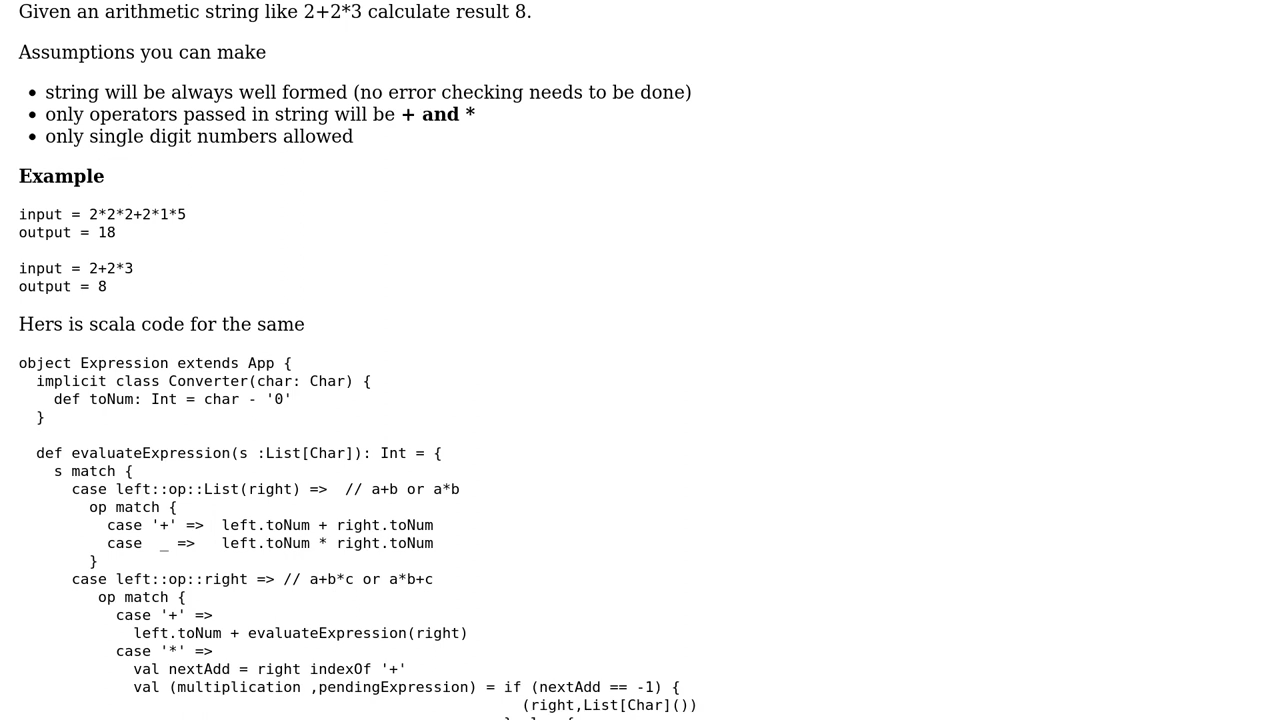 Given an arithmetic string like 2+2*3 calculate result 8.
Assumptions you can make
• string will be always well formed (no error checking needs to be done)
• only operators passed in string will be + and *
• only single digit numbers allowed
Example
input = 2*2*2+2*1*5
output = 18
input = 2+2*3
output = 8
Hers is scala code for the same
object Expression extends App {
  implicit class Converter(char: Char) {
    def toNum: Int = char - '0'
  }
  def evaluateExpression(s :List[Char]): Int = {
    s match {
      case left::op::List(right) =>  // a+b or a*b
        op match {
          case '+' =>  left.toNum + right.toNum
          case  _ =>   left.toNum * right.toNum
        }
      case left::op::right => // a+b*c or a*b+c
         op match {
           case '+' =>
             left.toNum + evaluateExpression(right)
           case '*' =>
             val nextAdd = right indexOf '+'
             val (multiplication ,pendingExpression) = if (nextAdd == -1) {
                                                         (right,List[Char]())